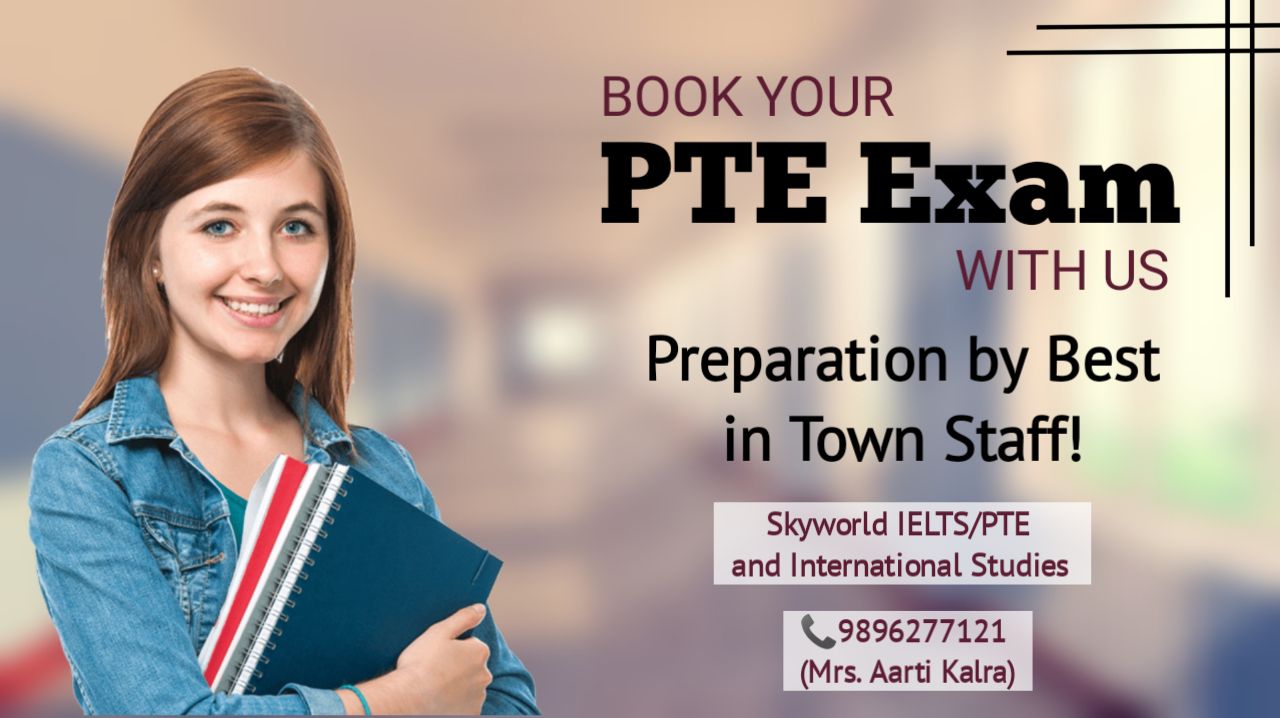 BOOK YOUR
PTE Exam
WITH US
Preparation by Best
in Town Staff!
Skyworld IELTS/PTE
and International Studies
📞9896277121
(Mrs. Aarti Kalra)